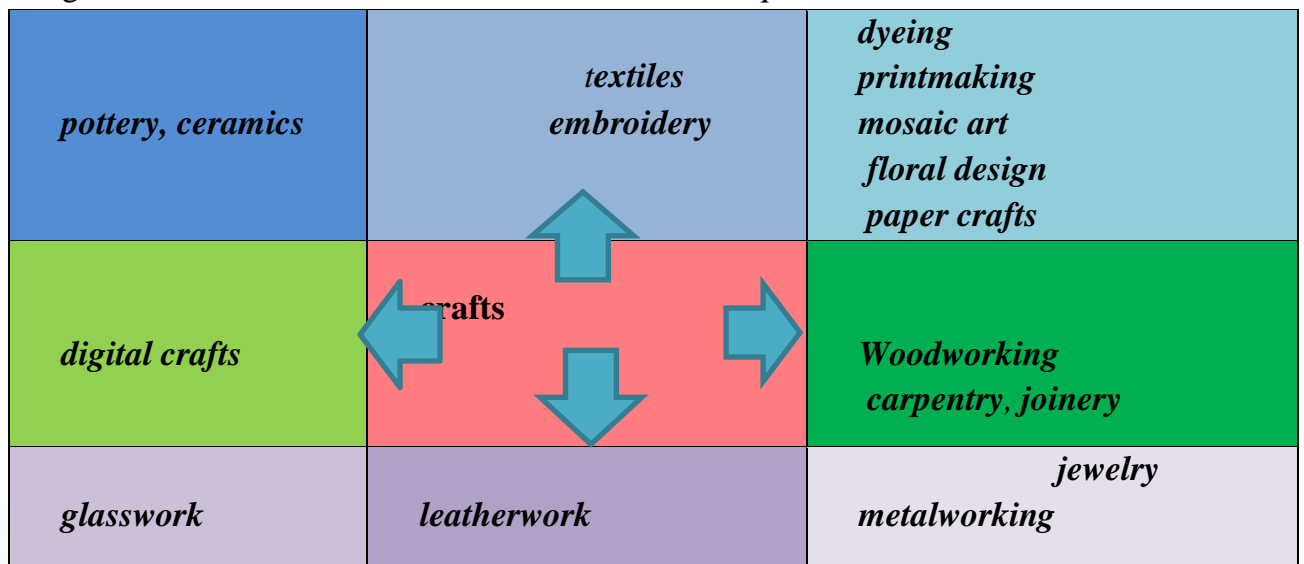 pottery, ceramics
textiles
embroidery
dyeing
printmaking
mosaic art
floral design
paper crafts
digital crafts
crafts
Woodworking
carpentry, joinery
glasswork
leatherwork
jewelry
metalworking